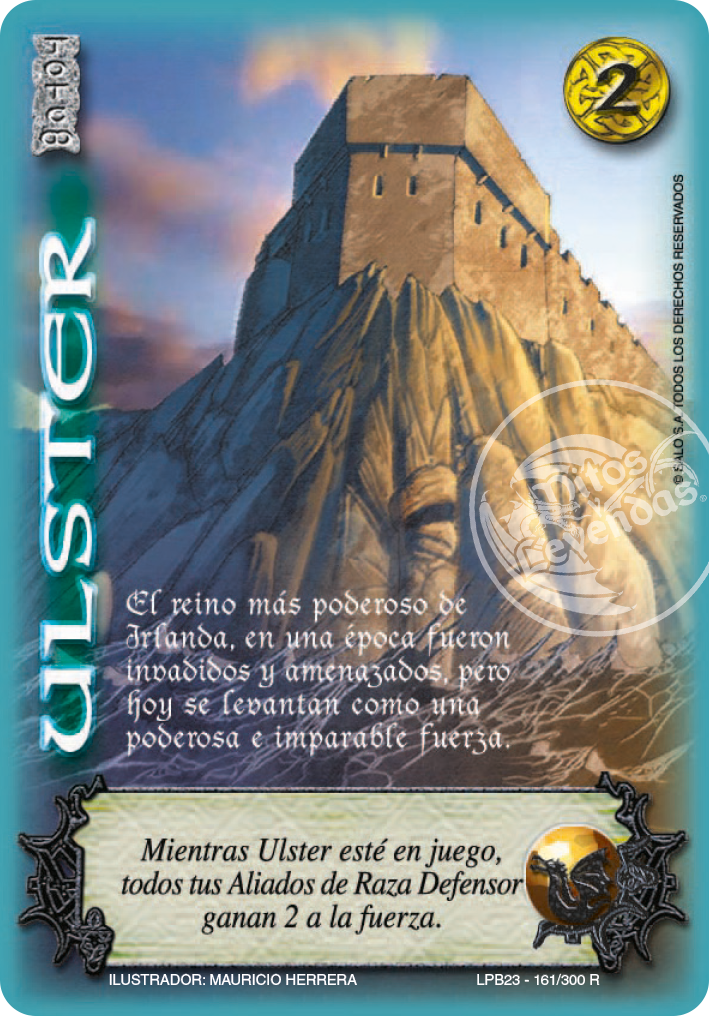 2
ULSTER
© SALO S.A. TODOS LOS DERECHOS RESERVADOS
Mitos
Leyendas®
El reino más poderoso de
Irlanda, en una época fueron
invadidos y amenazados, pero
hoy se levantan como una
poderosa e imparable fuerza.
Mientras Ulster esté en juego,
todos tus Aliados de Raza Defensor
ganan 2 a la fuerza.
ILUSTRADOR: MAURICIO HERRERA
LPB23 - 161/300 R